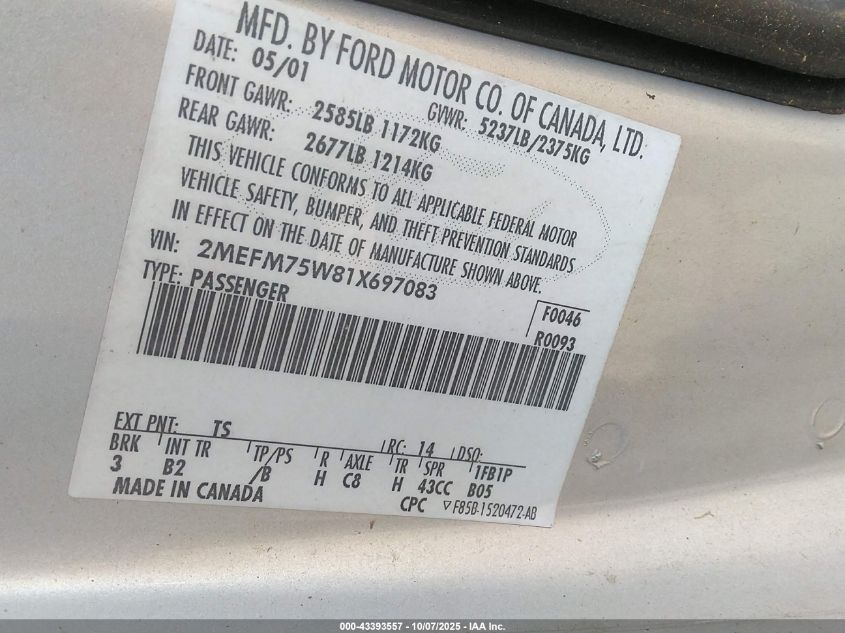 MFD. BY FORD MOTOR CO. OF CANADA, LTD.
DATE: 05/01 GVWR: 5237LB/2375KG
FRONT GAWR: 2585LB 1172KG
REAR GAWR: 2677LB 1214KG
THIS VEHICLE CONFORMS TO ALL APPLICABLE FEDERAL MOTOR
VEHICLE SAFETY, BUMPER, AND THEFT PREVENTION STANDARDS
IN EFFECT ON THE DATE OF MANUFACTURE SHOWN ABOVE.
VIN: 2MEFM75W81X697083
TYPE: PASSENGER
F0046
R0093
EXT PNT: TS RC: 14 DSO:
BRK INT TR TP/PS R AXLE TR SPR 1FB1P
3 B2 /B H C8 H 43CC B05
MADE IN CANADA CPC ▽F85B-1520472-AB
000-43393557 - 10/07/2025 - IAA Inc.